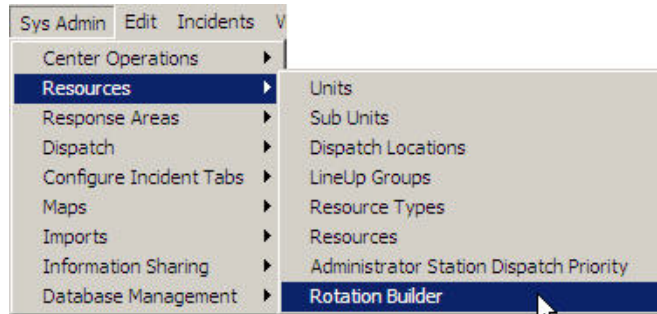 Sys Admin Edit Incidents
Center Operations
Resources
Response Areas
Dispatch
Configure Incident Tabs
Maps
Imports
Information Sharing
Database Management
Units
Sub Units
Dispatch Locations
LineUp Groups
Resource Types
Resources
Administrator Station Dispatch Priority
Rotation Builder